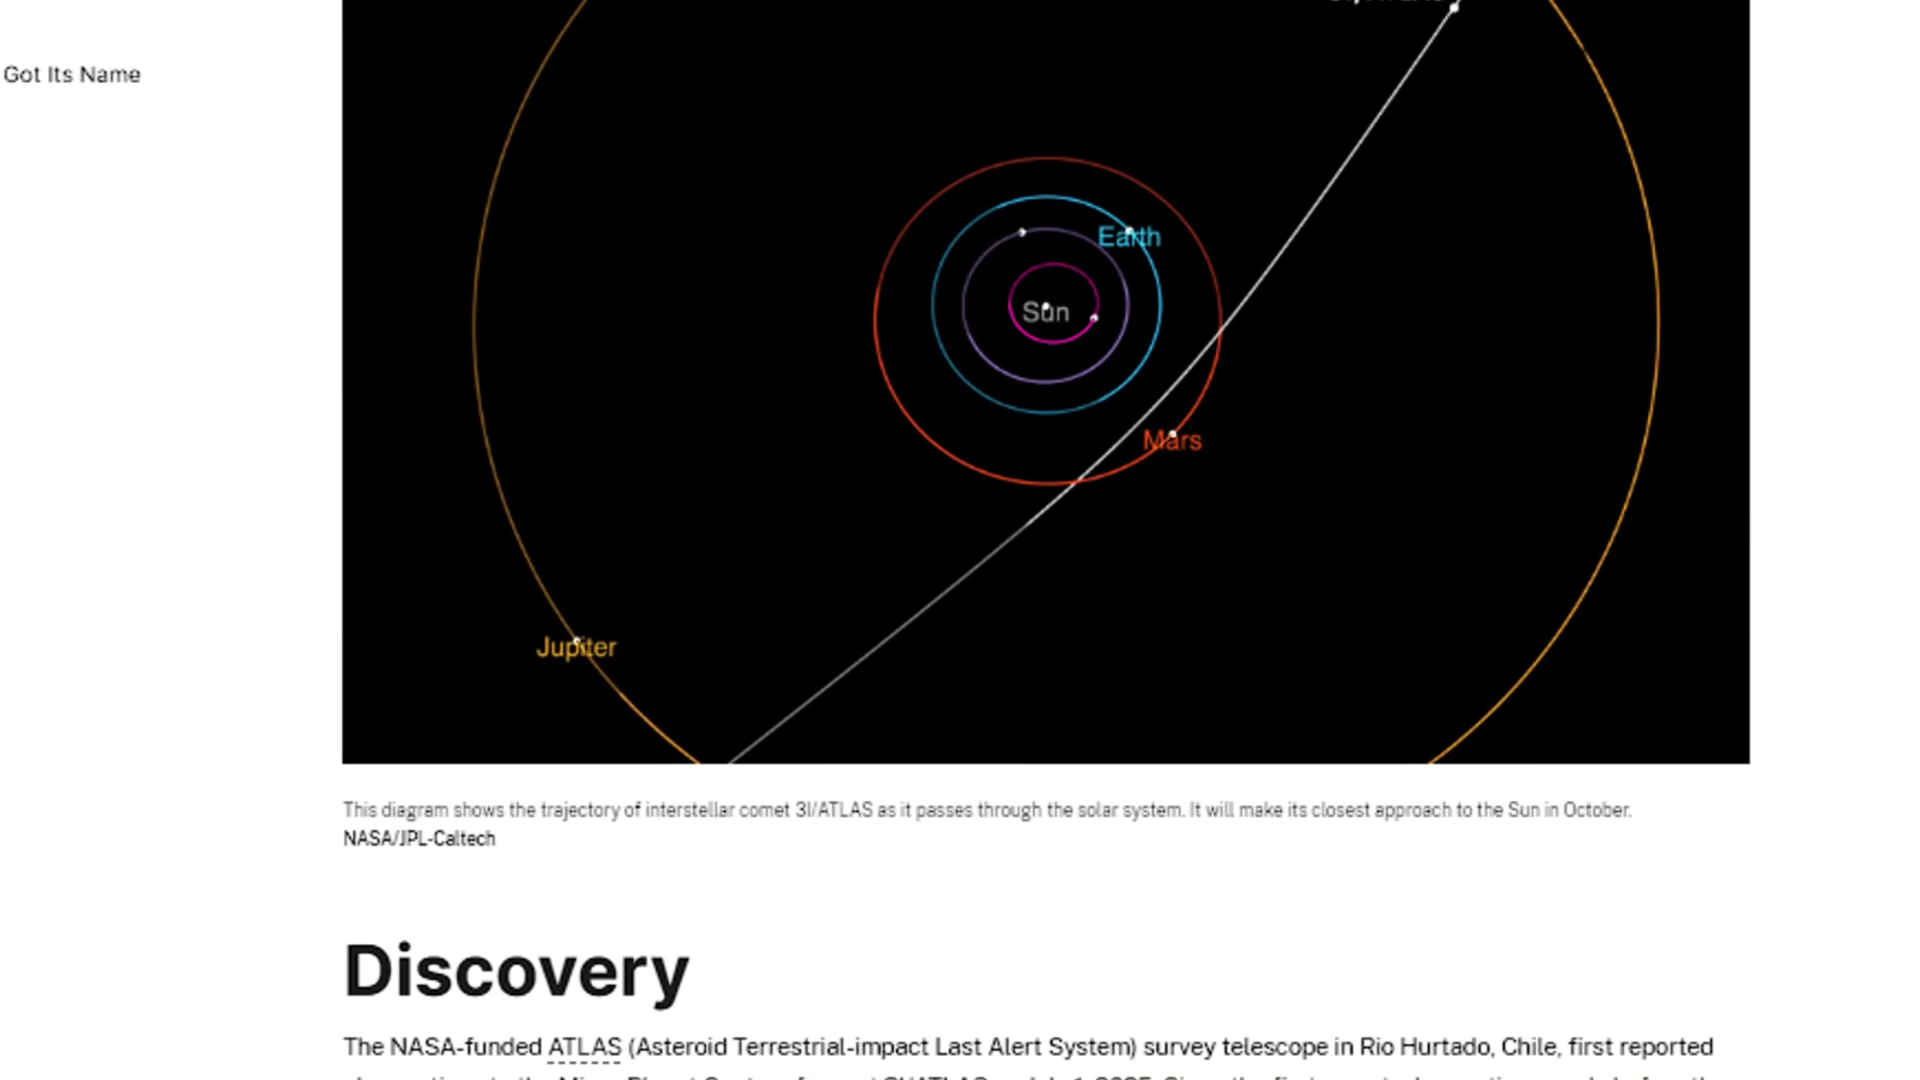 Got Its Name
Earth
Sun
Mars
Jupiter
This diagram shows the trajectory of interstellar comet 3I/ATLAS as it passes through the solar system. It will make its closest approach to the Sun in October.
NASA/JPL-Caltech
Discovery
The NASA-funded ATLAS (Asteroid Terrestrial-impact Last Alert System) survey telescope in Rio Hurtado, Chile, first reported